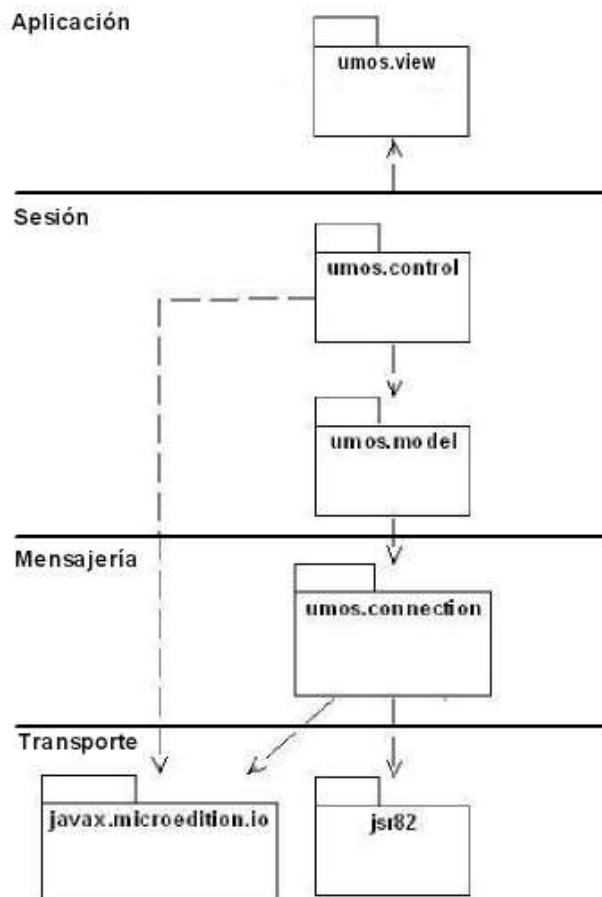 Aplicación
umos.view
Sesión
umos.control
umos.model
Mensajería
umos.connection
Transporte
javax.microedition.io
jsr82